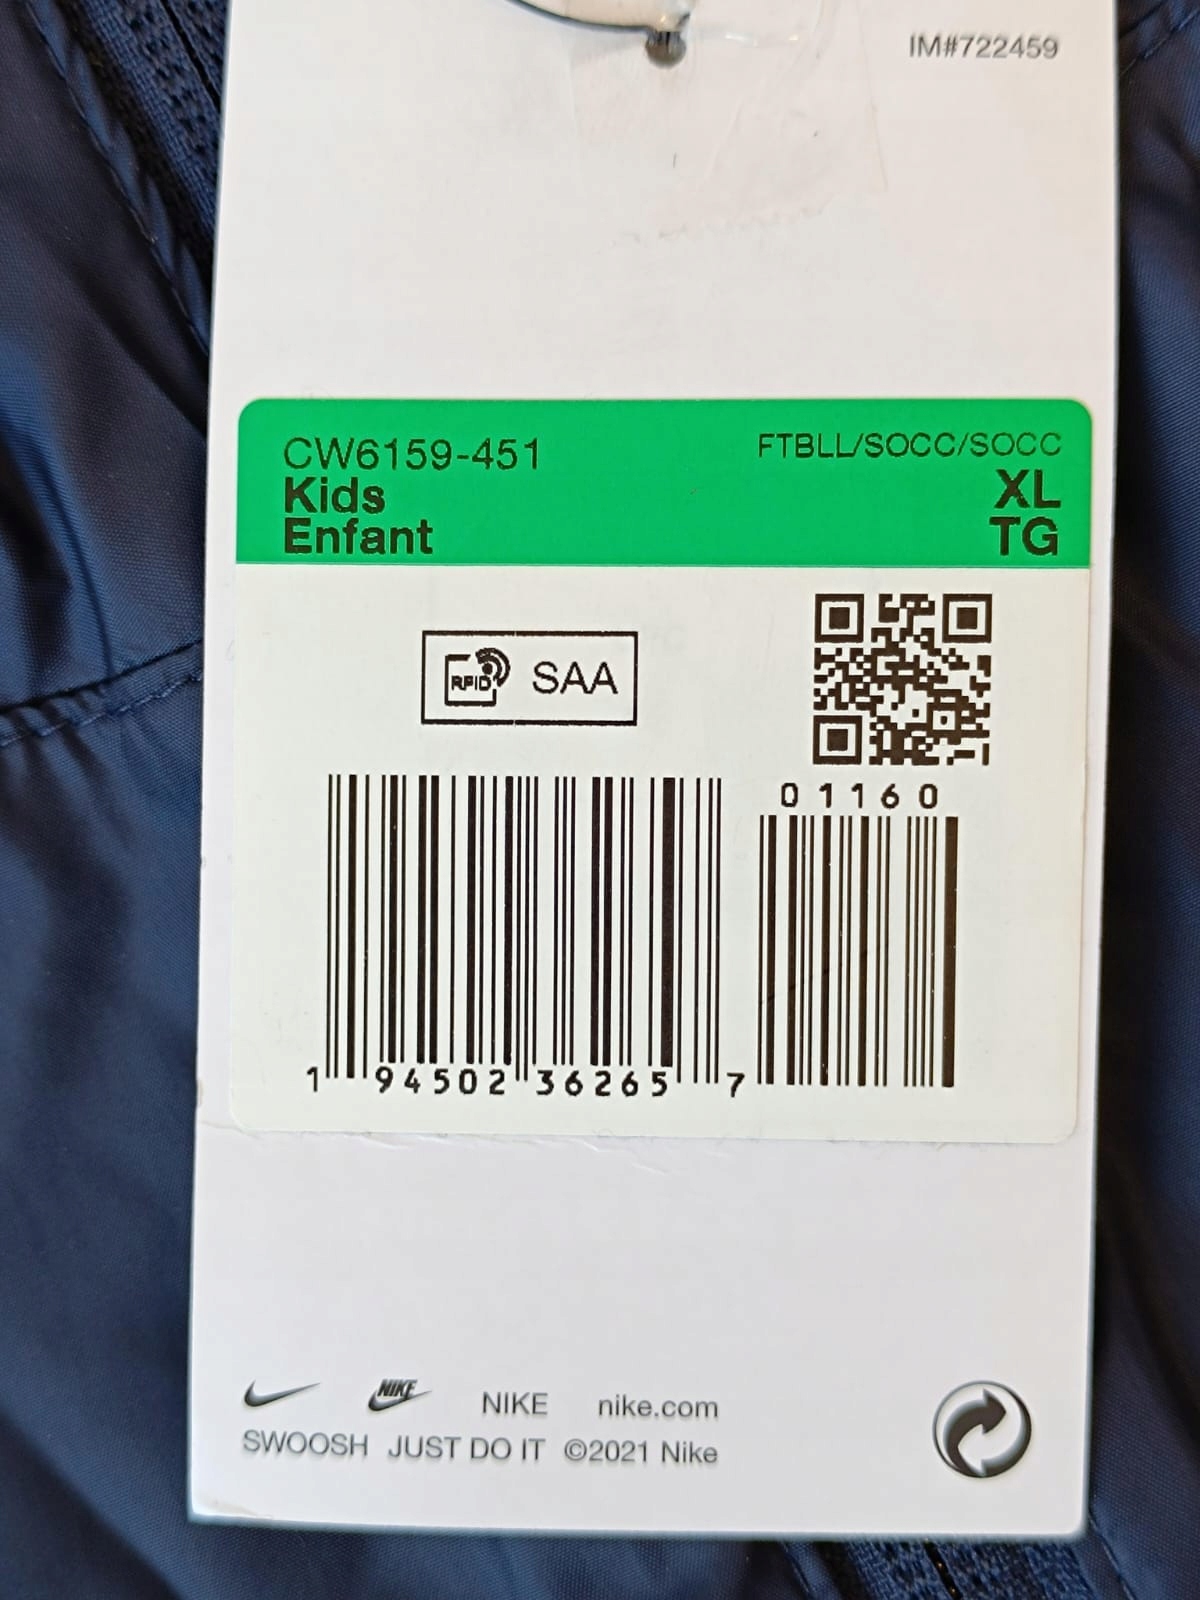 IM#722459
CW6159-451
FTBLL/SOCC/SOCC
Kids
XL
Enfant
TG
RFID
SAA
01160
1 94502 36265 7
NIKE NIKE nike.com
SWOOSH JUST DO IT ©2021 Nike